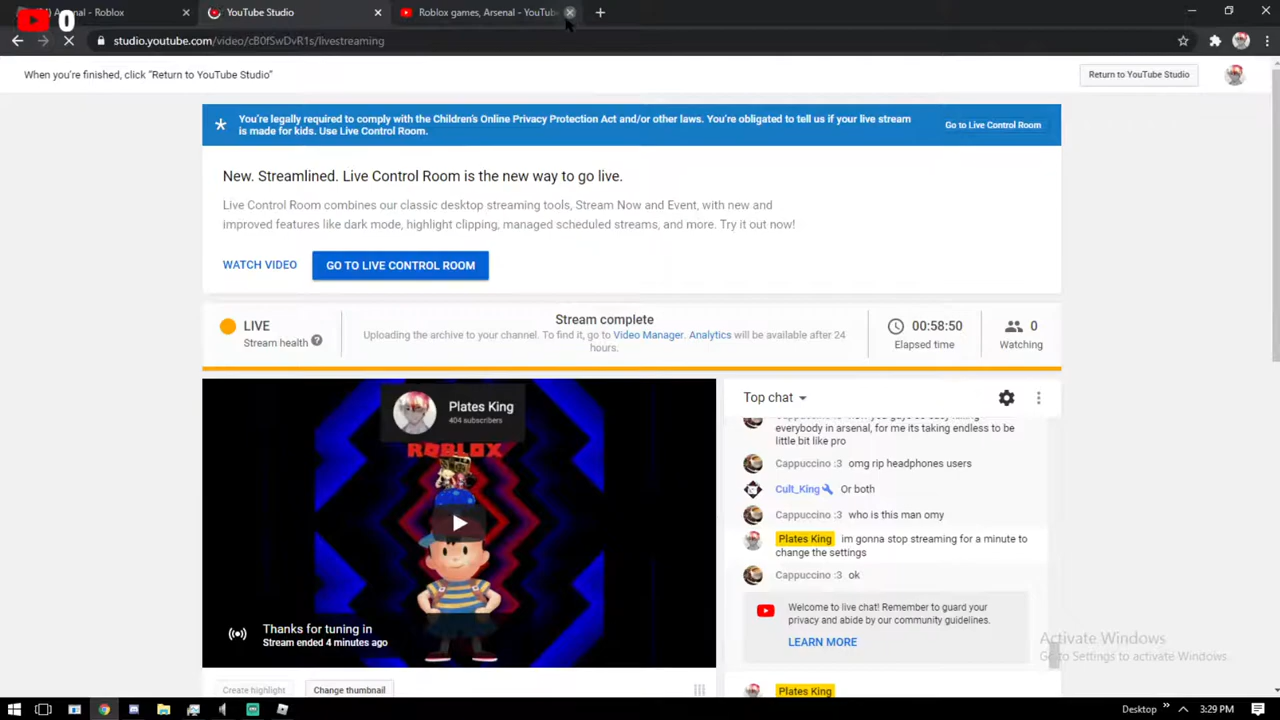 Arsenal - Roblox
0
YouTube Studio
Roblox games, Arsenal - YouTub
studio.youtube.com/video/cB0fSwDvR1s/livestreaming
When you're finished, click "Return to YouTube Studio"
Return to YouTube Studio
You're legally required to comply with the Children's Online Privacy Protection Act and/or other laws. You're obligated to tell us if your live stream
is made for kids. Use Live Control Room.
Go to Live Control Room
New. Streamlined. Live Control Room is the new way to go live.
Live Control Room combines our classic desktop streaming tools, Stream Now and Event, with new and
improved features like dark mode, highlight clipping, managed scheduled streams, and more. Try it out now!
WATCH VIDEO
GO TO LIVE CONTROL ROOM
LIVE
Stream health
Stream complete
Uploading the archive to your channel. To find it, go to Video Manager. Analytics will be available after 24
hours.
00:58:50
Elapsed time
0
Watching
Plates King
404 subscribers
ROBLOX
Thanks for tuning in
Stream ended 4 minutes ago
Create highlight
Change thumbnail
Top chat
everybody in arsenal, for me its taking endless to be
little bit like pro
Cappuccino :3 omg rip headphones users
Cult_King Or both
Cappuccino :3 who is this man omy
Plates King im gonna stop streaming for a minute to
change the settings
Cappuccino :3 ok
Welcome to live chat! Remember to guard your
privacy and abide by our community guidelines.
LEARN MORE
Plates King
Activate Windows
Go to Settings to activate Windows.
Desktop
3:29 PM